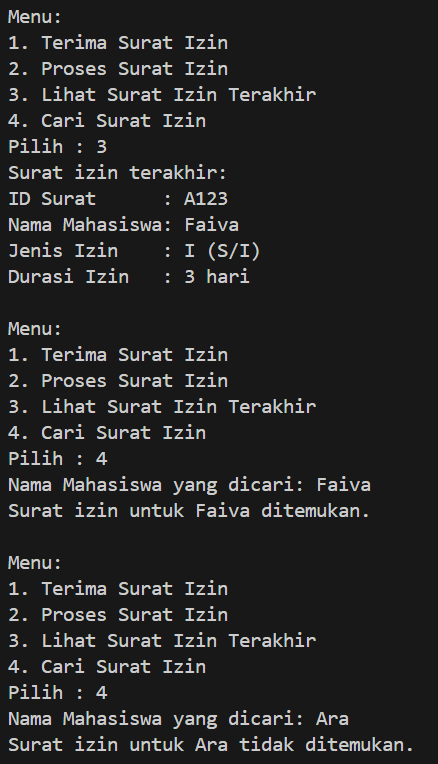 Menu:
1. Terima Surat Izin
2. Proses Surat Izin
3. Lihat Surat Izin Terakhir
4. Cari Surat Izin
Pilih : 3
Surat izin terakhir:
ID Surat      : A123
Nama Mahasiswa: Faiva
Jenis Izin    : I (S/I)
Durasi Izin   : 3 hari

Menu:
1. Terima Surat Izin
2. Proses Surat Izin
3. Lihat Surat Izin Terakhir
4. Cari Surat Izin
Pilih : 4
Nama Mahasiswa yang dicari: Faiva
Surat izin untuk Faiva ditemukan.

Menu:
1. Terima Surat Izin
2. Proses Surat Izin
3. Lihat Surat Izin Terakhir
4. Cari Surat Izin
Pilih : 4
Nama Mahasiswa yang dicari: Ara
Surat izin untuk Ara tidak ditemukan.